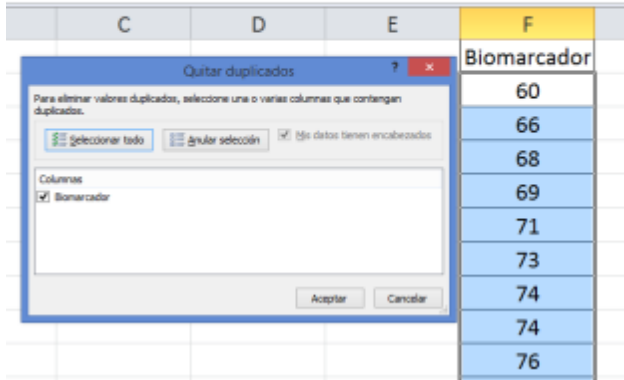 C D E F
Quitar duplicados ?
Biomarcador
Para eliminar valores duplicados, seleccione una o varias columnas que contengan
duplicados.
Seleccionar todo Anular selección Mis datos tienen encabezados
Columnas
Biomarcador
Aceptar Cancelar
60
66
68
69
71
73
74
74
76